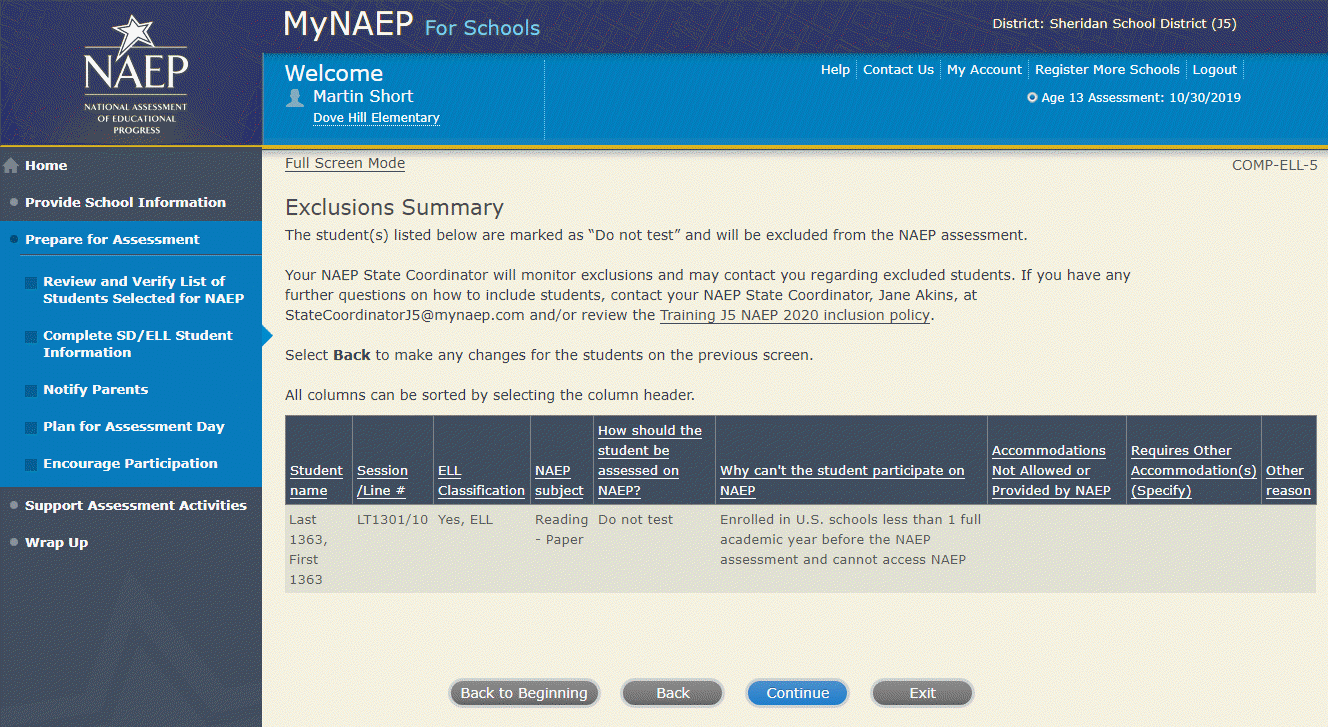 MyNAEP For Schools
District: Sheridan School District (J5)
NAEP
NATIONAL ASSESSMENT
OF EDUCATIONAL
PROGRESS
Welcome
Martin Short
Dove Hill Elementary
Help
Contact Us
My Account
Register More Schools
Logout
Age 13 Assessment: 10/30/2019
Home
Provide School Information
Prepare for Assessment
Review and Verify List of
Students Selected for NAEP
Complete SD/ELL Student
Information
Notify Parents
Plan for Assessment Day
Encourage Participation
Support Assessment Activities
Wrap Up
Full Screen Mode
COMP-ELL-5
Exclusions Summary
The student(s) listed below are marked as “Do not test” and will be excluded from the NAEP assessment.
Your NAEP State Coordinator will monitor exclusions and may contact you regarding excluded students. If you have any
further questions on how to include students, contact your NAEP State Coordinator, Jane Akins, at
StateCoordinatorJ5@mynaep.com and/or review the Training J5 NAEP 2020 inclusion policy.
Select Back to make any changes for the students on the previous screen.
All columns can be sorted by selecting the column header.
Student
name
Session
/Line #
ELL
Classification
NAEP
subject
How should the
student be
assessed on
NAEP?
Why can't the student participate on
NAEP
Accommodations
Not Allowed or
Provided by NAEP
Requires Other
Accommodation(s)
(Specify)
Other
reason
Last
1363,
First
1363
LT1301/10
Yes, ELL
Reading
- Paper
Do not test
Enrolled in U.S. schools less than 1 full
academic year before the NAEP
assessment and cannot access NAEP
Back to Beginning
Back
Continue
Exit